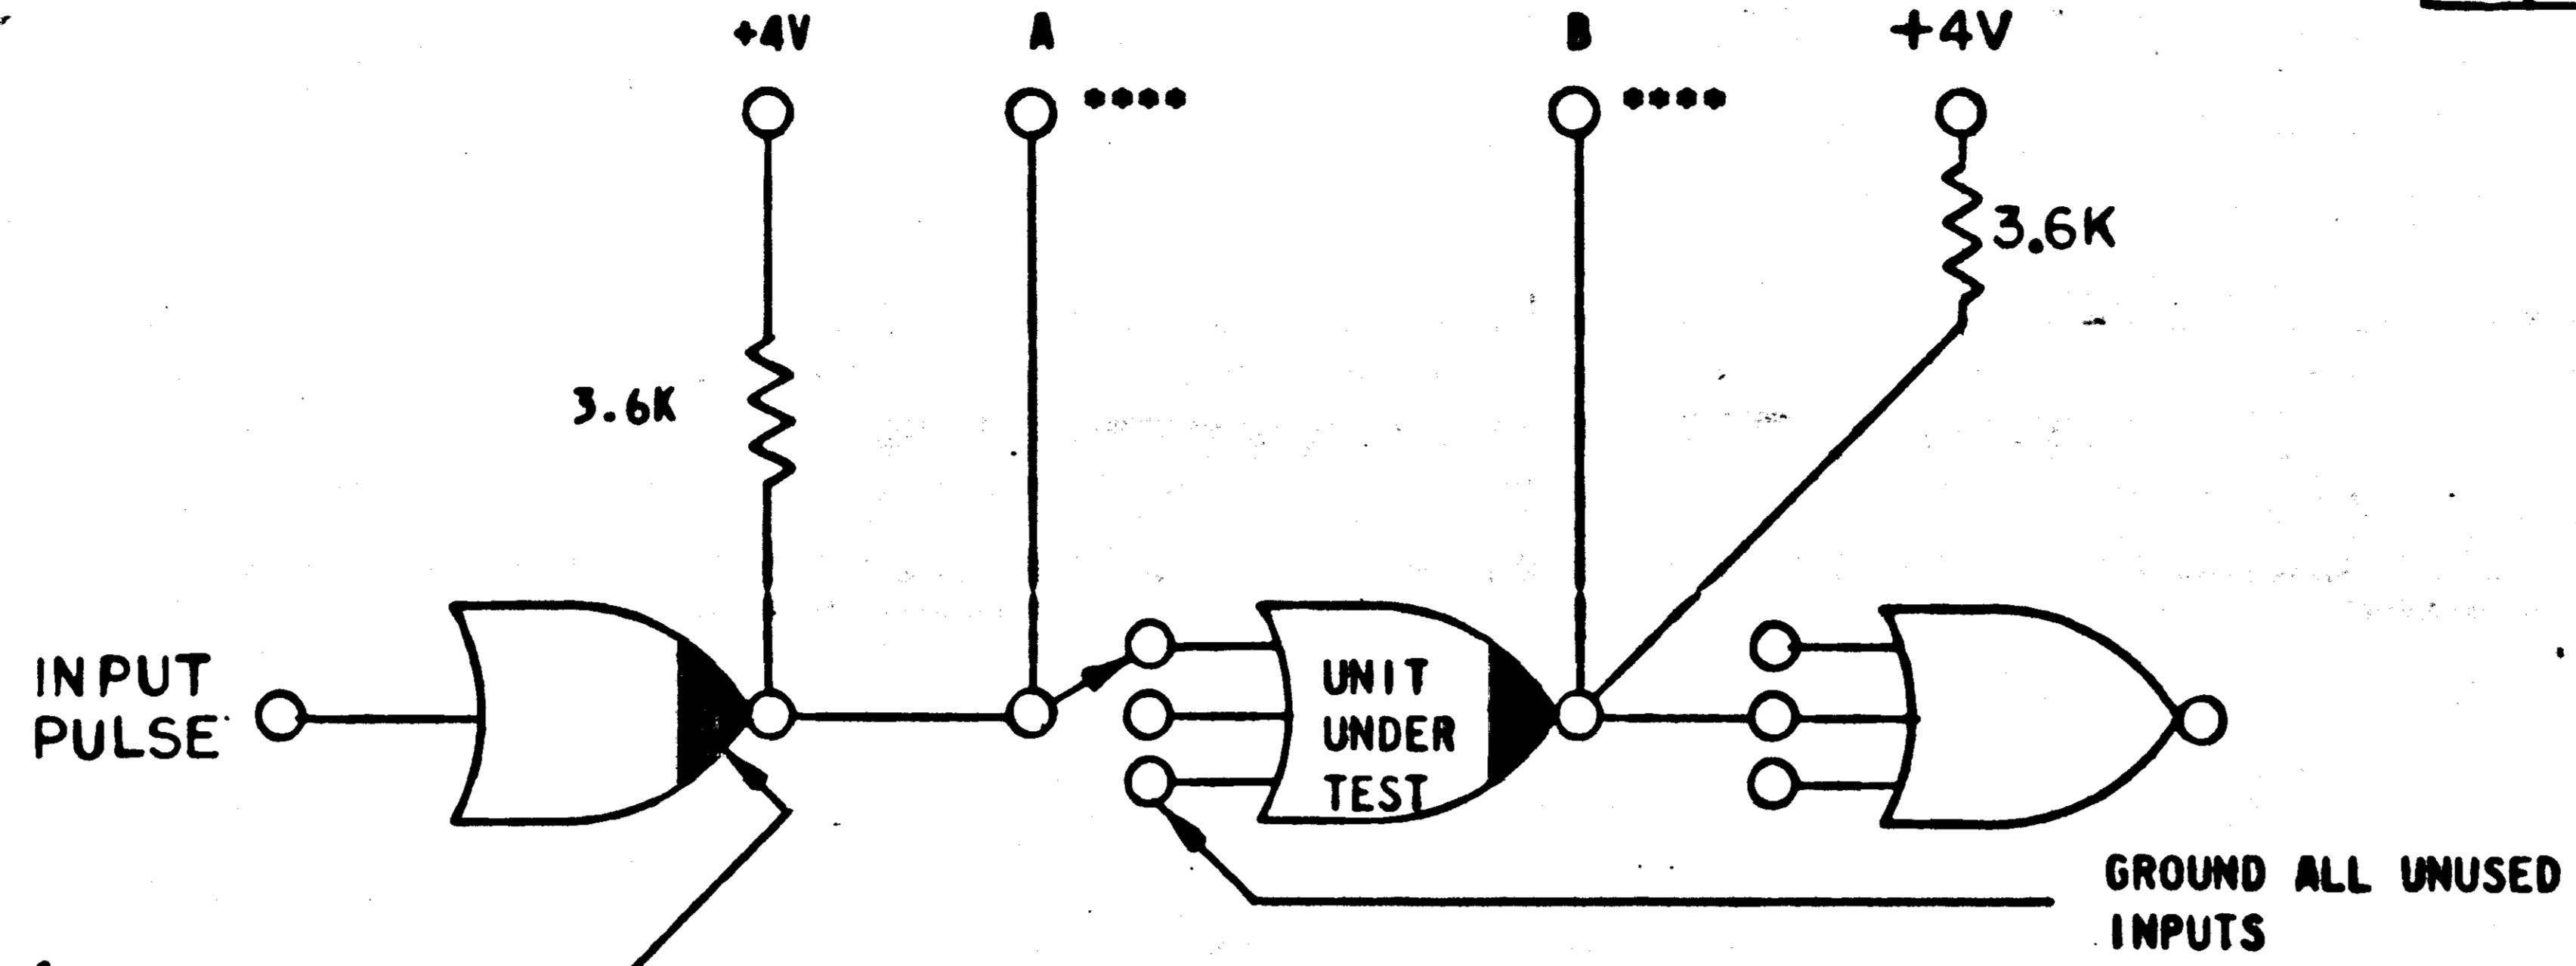 +4V
A
B
+4V
****
****
3.6K
3.6K
INPUT
PULSE
UNIT
UNDER
TEST
GROUND ALL UNUSED
INPUTS